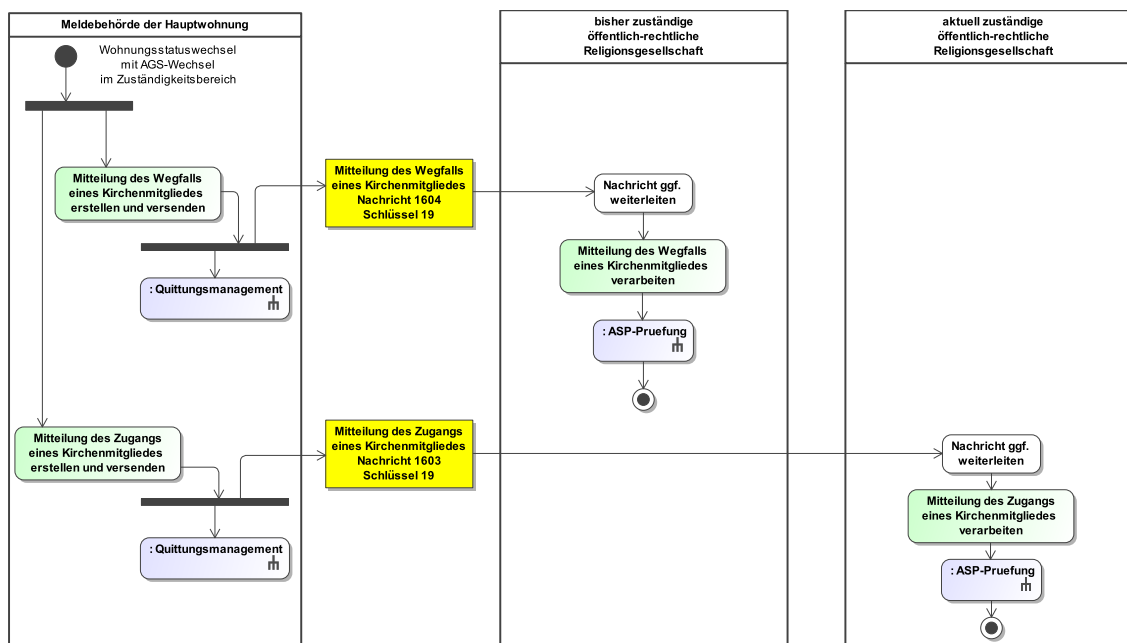 Meldebehörde der Hauptwohnung
bisher zuständige
öffentlich-rechtliche
Religionsgesellschaft
aktuell zuständige
öffentlich-rechtliche
Religionsgesellschaft
Wohnungsstatuswechsel
mit AGS-Wechsel
im Zuständigkeitsbereich
Mitteilung des Wegfalls
eines Kirchenmitgliedes
erstellen und versenden
Mitteilung des Wegfalls
eines Kirchenmitgliedes
Nachricht 1604
Schlüssel 19
Nachricht ggf.
weiterleiten
Mitteilung des Wegfalls
eines Kirchenmitgliedes
verarbeiten
: Quittungsmanagement
: ASP-Pruefung
Mitteilung des Zugangs
eines Kirchenmitgliedes
erstellen und versenden
Mitteilung des Zugangs
eines Kirchenmitgliedes
Nachricht 1603
Schlüssel 19
Nachricht ggf.
weiterleiten
Mitteilung des Zugangs
eines Kirchenmitgliedes
verarbeiten
: Quittungsmanagement
: ASP-Pruefung